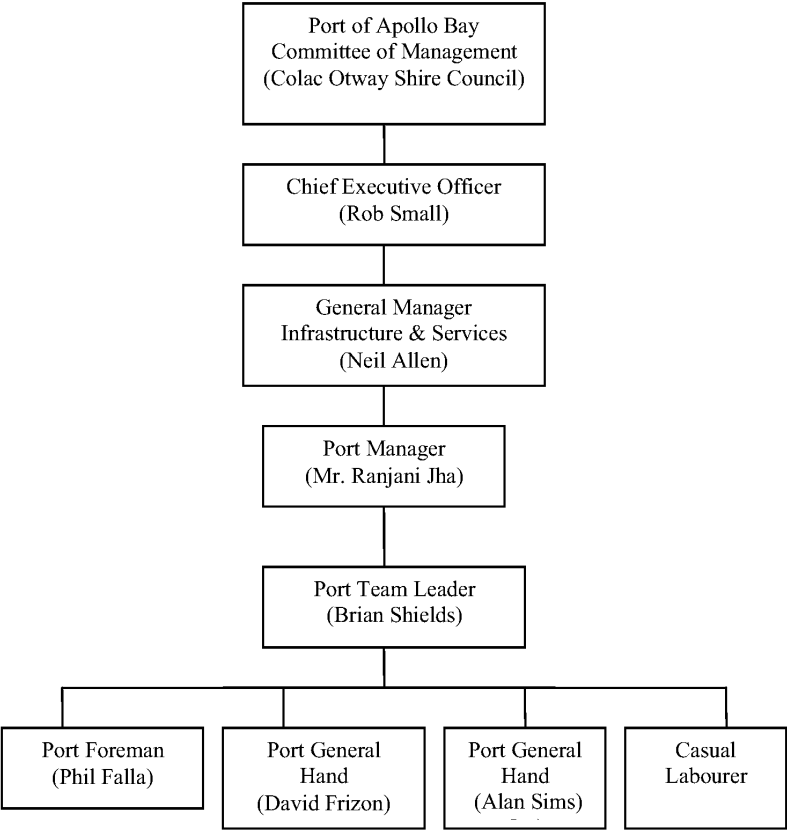 Port of Apollo Bay
Committee of Management
(Colac Otway Shire Council)
Chief Executive Officer
(Rob Small)
General Manager
Infrastructure & Services
(Neil Allen)
Port Manager
(Mr. Ranjani Jha)
Port Team Leader
(Brian Shields)
Port Foreman
(Phil Falla)
Port General
Hand
(David Frizon)
Port General
Hand
(Alan Sims)
Casual
Labourer